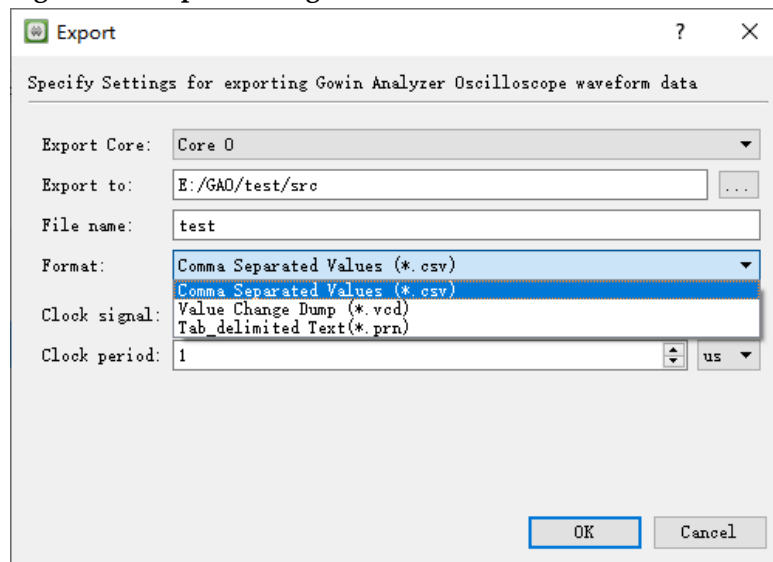 Export ?
Specify Settings for exporting Gowin Analyzer Oscilloscope waveform data
Export Core: Core 0
Export to: E:/GAO/test/src ...
File name: test
Format: Comma Separated Values (*.csv)
Comma Separated Values (*.csv)
Value Change Dump (*.vcd)
Clock signal:
Tab_delimited Text(*.prn)
Clock period: 1 us
OK Cancel